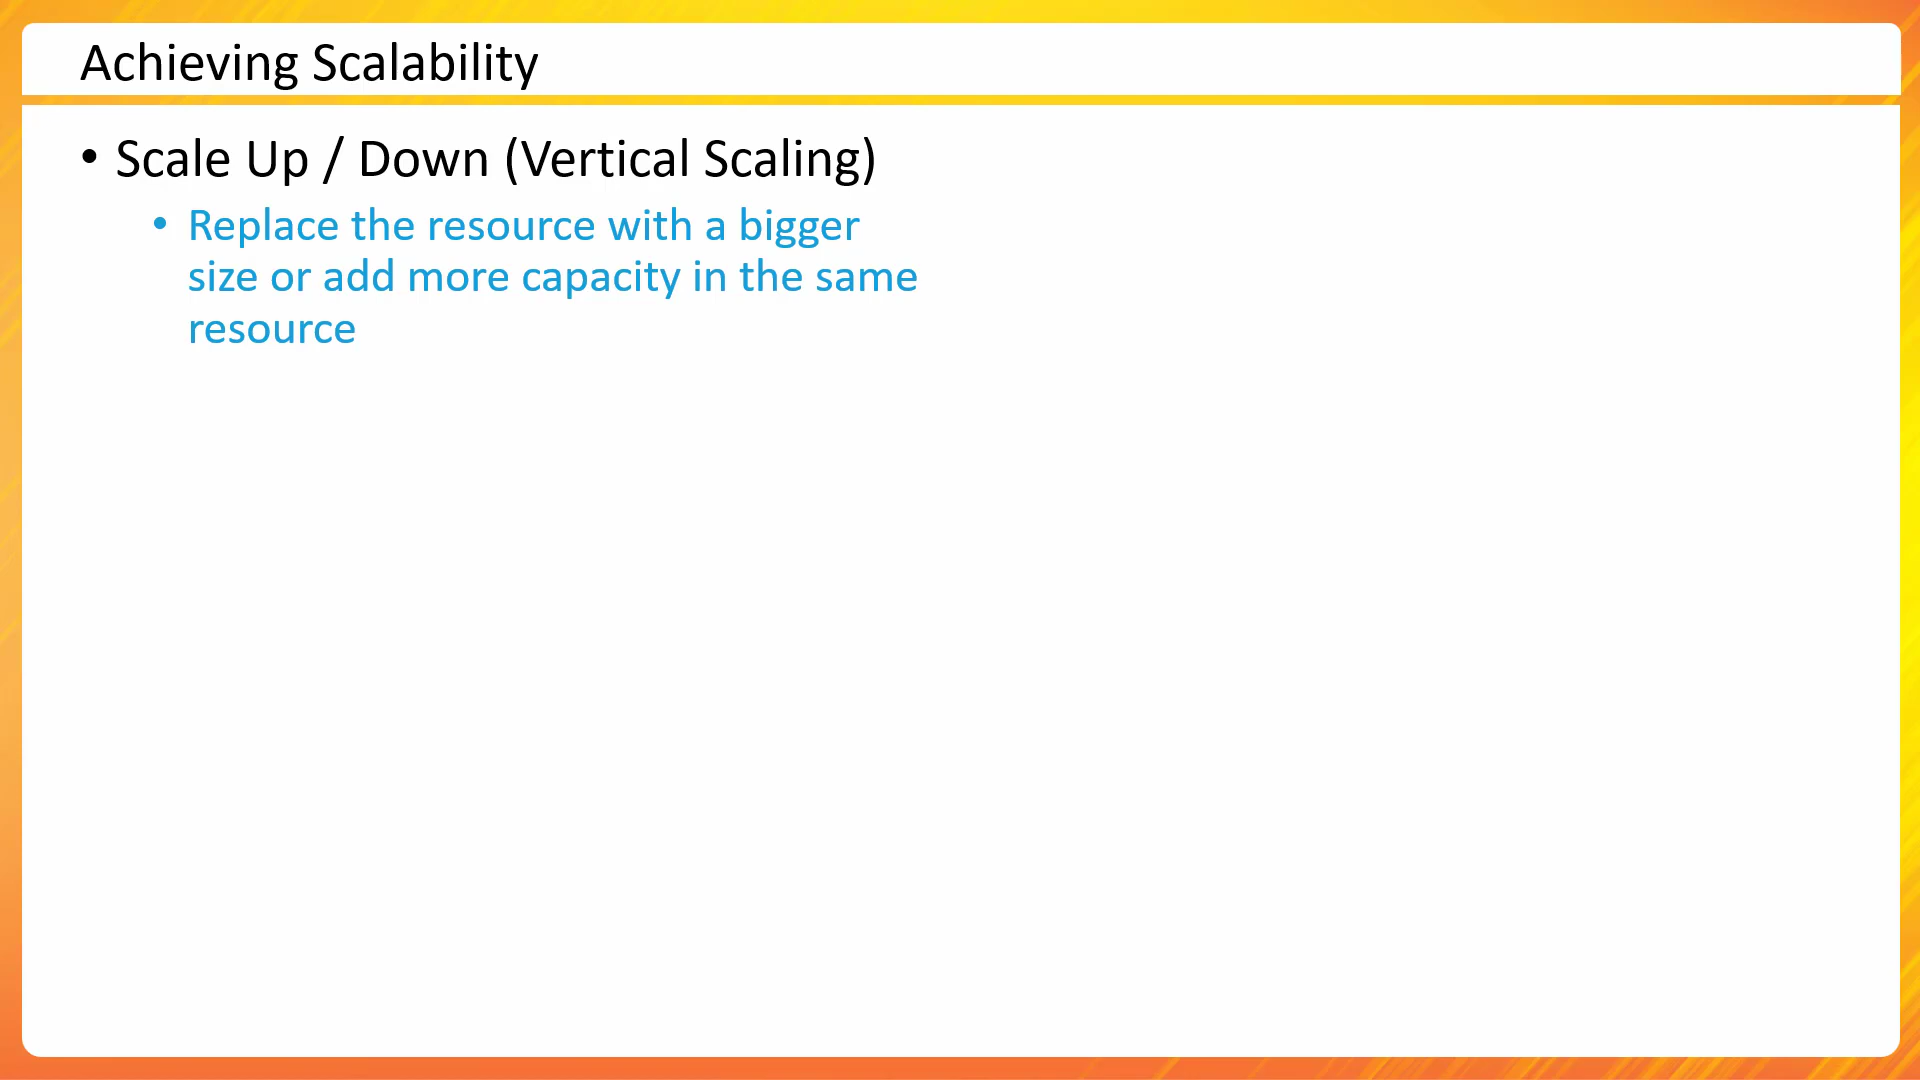 Achieving Scalability
• Scale Up / Down (Vertical Scaling)
• Replace the resource with a bigger
size or add more capacity in the same
resource